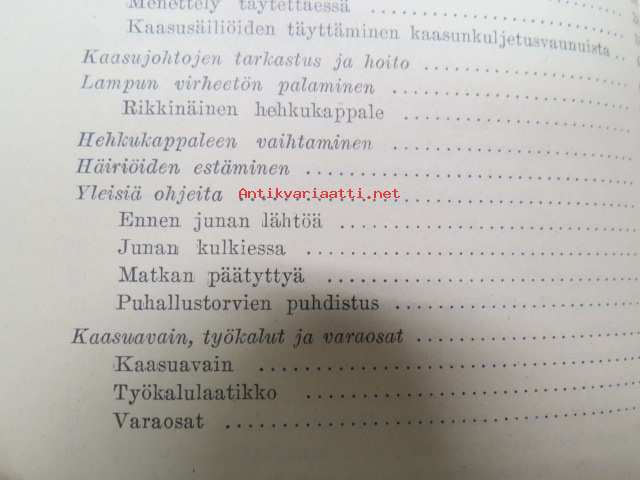 Menettely täytettäessä ..........
Kaasusäiliöiden täyttäminen kaasunkuljetusvaunuista ..
Kaasujohtojen tarkastus ja hoito ..........
Lampun virheetön palaminen ..........
Rikkinäinen hehkukappale ..........
Hehkukappaleen vaihtaminen ..........
Häiriöiden estäminen ..........
Yleisiä ohjeita ..........
Antikvariaatti.net
Ennen junan lähtöä ..........
Junan kulkiessa ..........
Matkan päätyttyä ..........
Puhallustorvien puhdistus ..........
Kaasuavain, työkalut ja varaosat ..........
Kaasuavain ..........
Työkalulaatikko ..........
Varaosat ..........